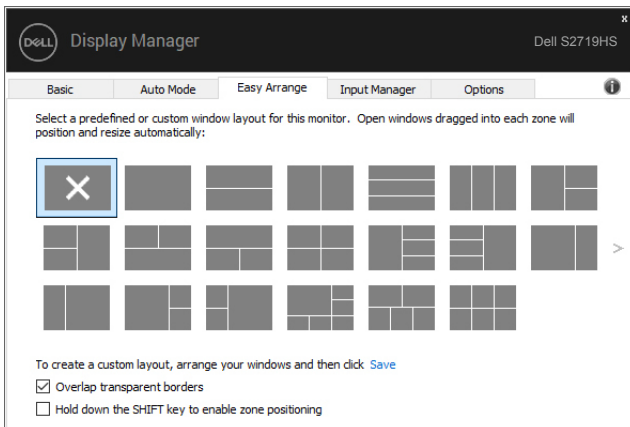 x
DELL Display Manager Dell S2719HS
Basic Auto Mode Easy Arrange Input Manager Options
Select a predefined or custom window layout for this monitor. Open windows dragged into each zone will
position and resize automatically:
To create a custom layout, arrange your windows and then click Save
Overlap transparent borders
Hold down the SHIFT key to enable zone positioning